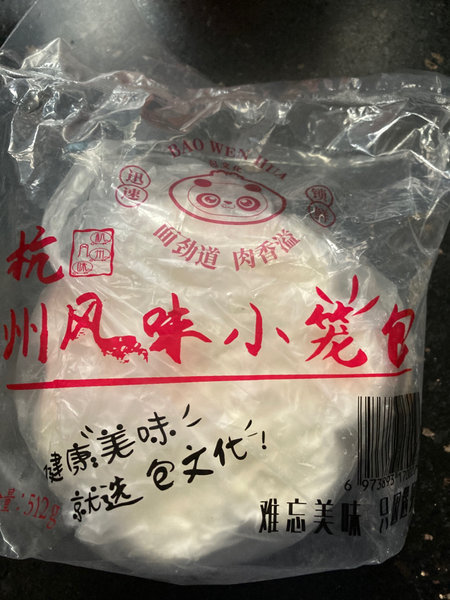 BAO WEN HUA
包文化
迅速
锁鲜
面劲道 肉香溢
杭
杭州风味
州风味小笼包
健康美味
就选包文化!
量:512g
难忘美味 只因